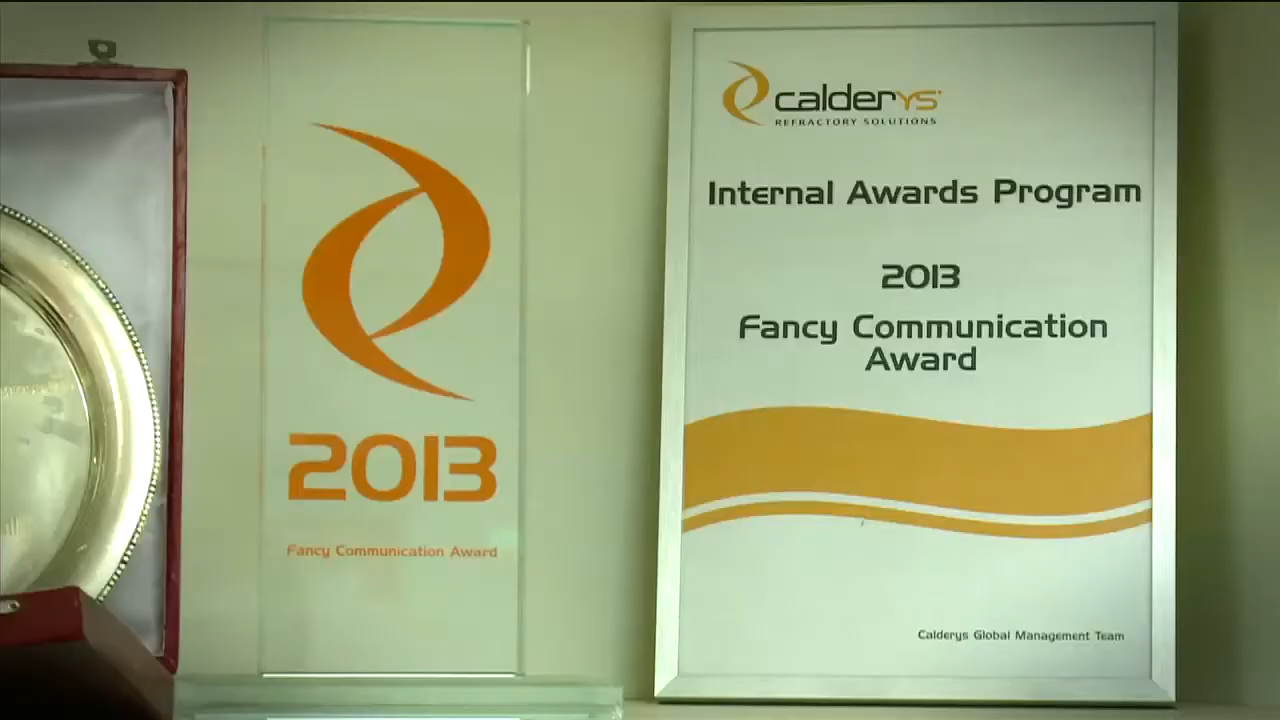 2013
Fancy Communication Award
calderys
REFRACTORY SOLUTIONS
Internal Awards Program
2013
Fancy Communication
Award
Calderys Global Management Team